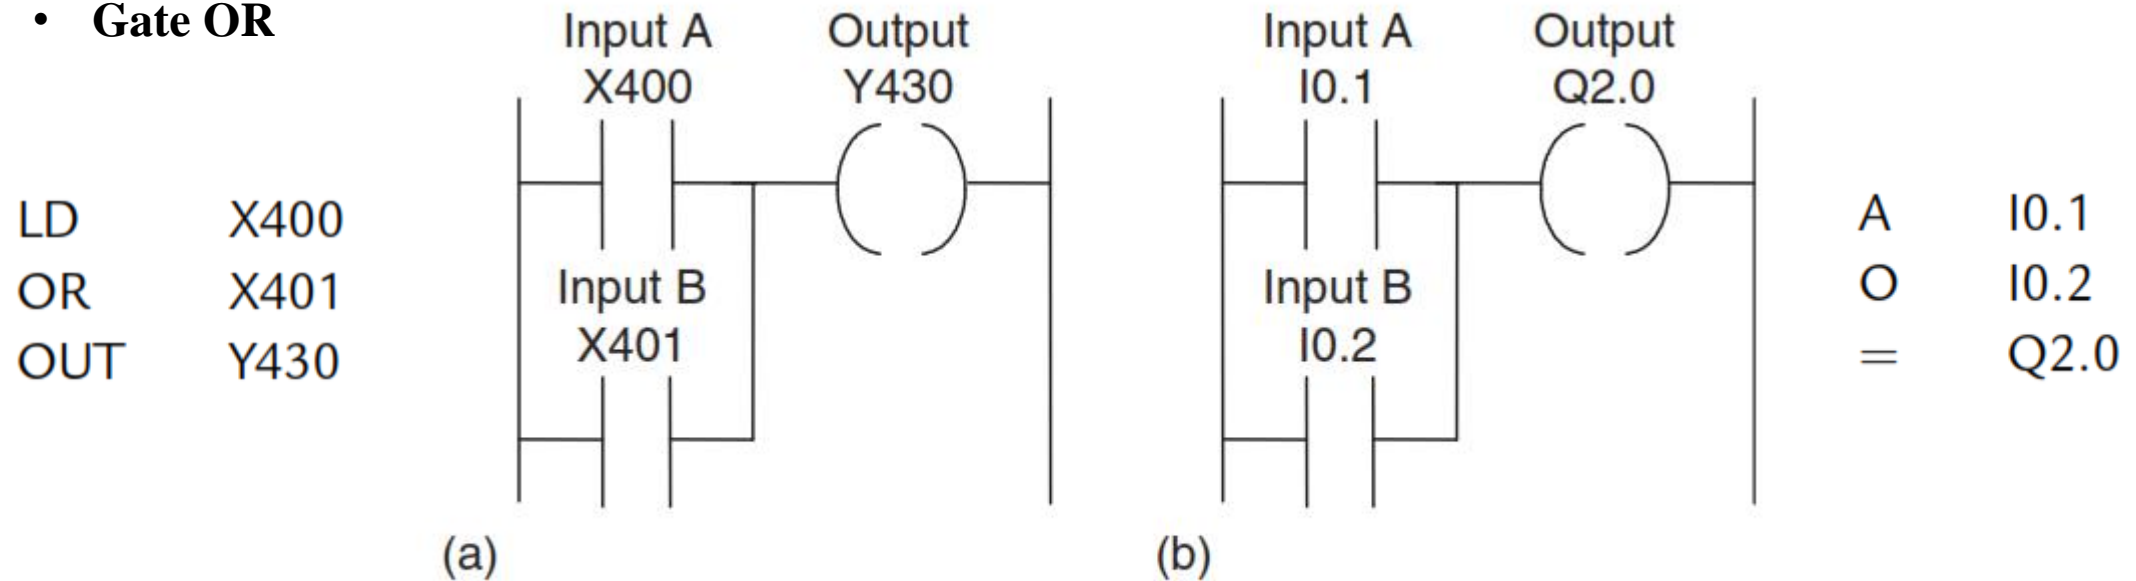 • Gate OR
LD X400
OR X401
OUT Y430
Input A Output
X400 Y430
Input B
X401
(a)
Input A Output
I0.1 Q2.0
Input B
I0.2
(b)
A I0.1
O I0.2
= Q2.0